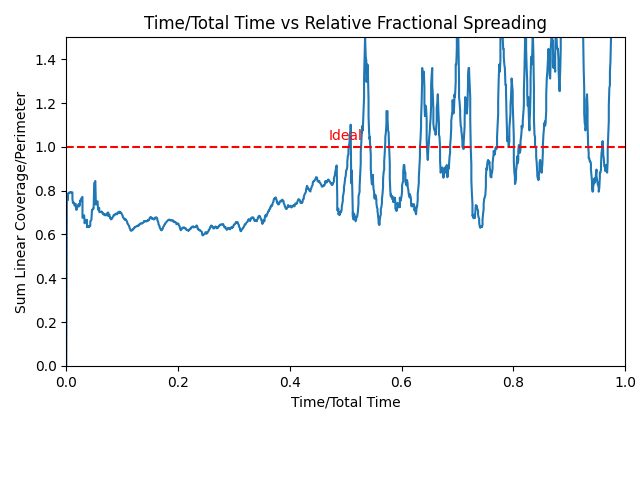 Time/Total Time vs Relative Fractional Spreading
Sum Linear Coverage/Perimeter
1.4
1.2
1.0
0.8
0.6
0.4
0.2
0.0
Ideal
0.0 0.2 0.4 0.6 0.8 1.0
Time/Total Time